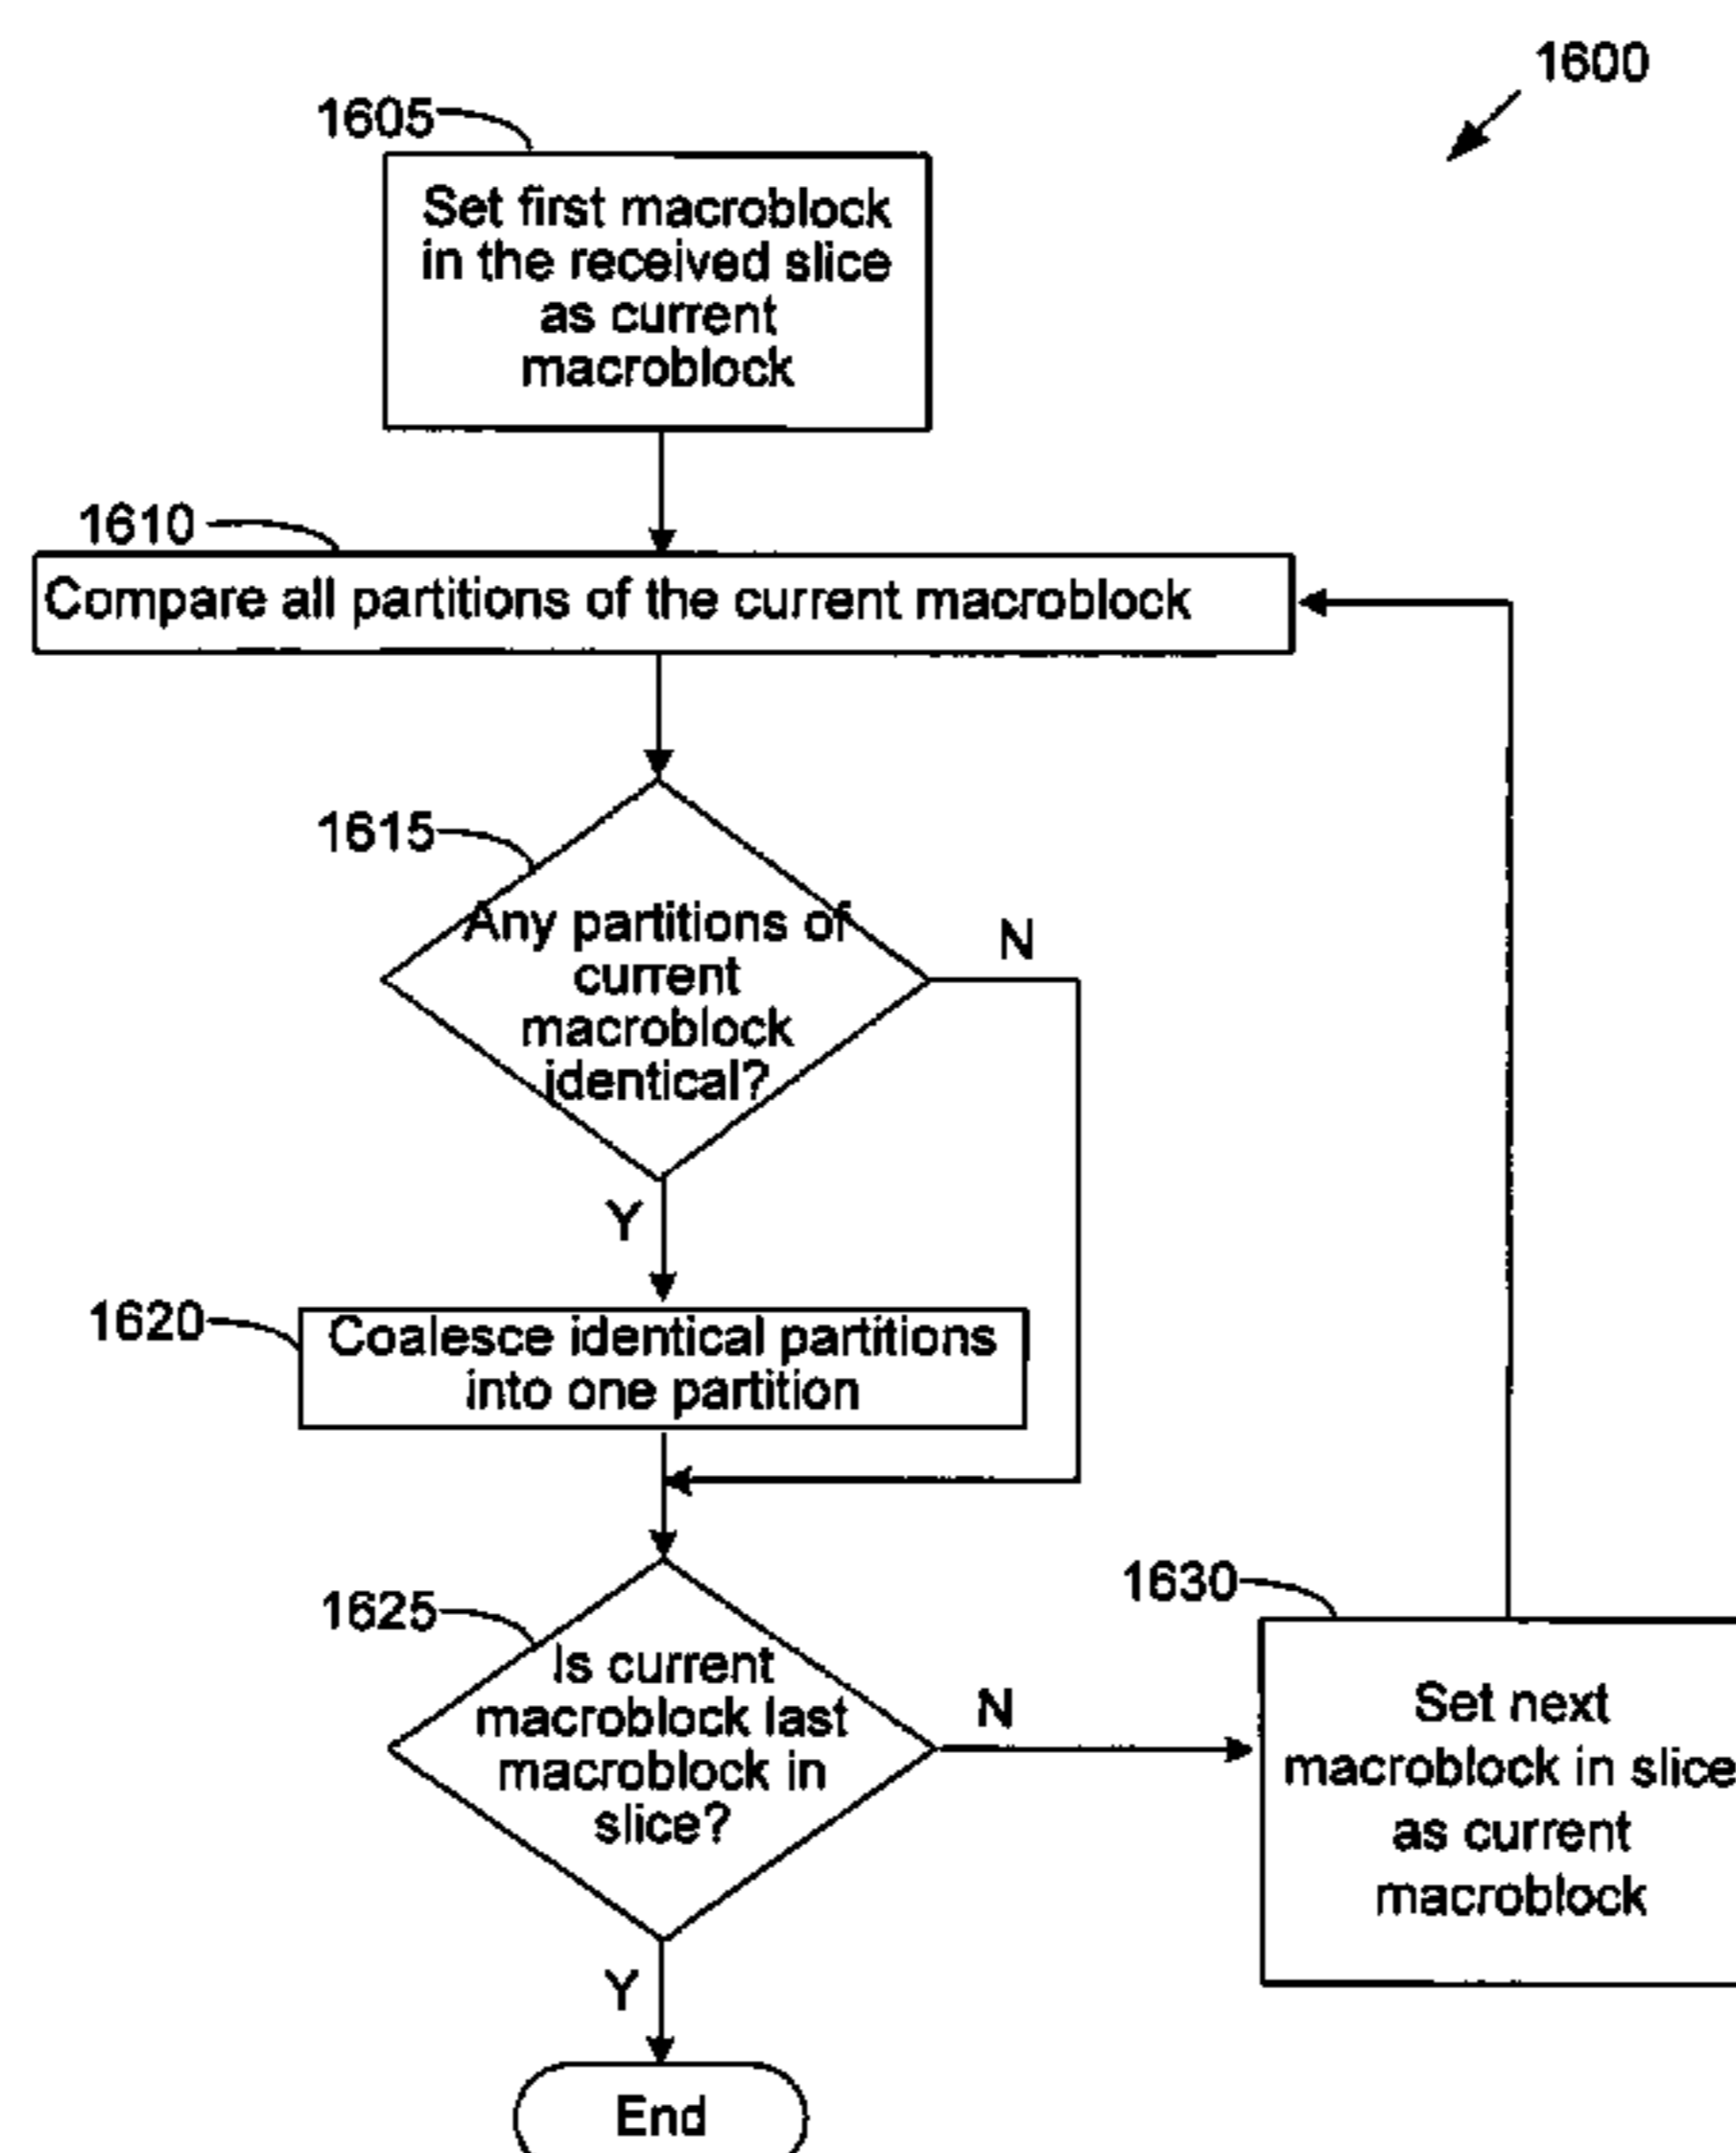 1600
1605
Set first macroblock
in the received slice
as current
macroblock
1610
Compare all partitions of the current macroblock
1615
Any partitions of
current
macroblock
identical?
N
Y
1620
Coalesce identical partitions
into one partition
1625
Is current
macroblock last
macroblock in
slice?
N
1630
Set next
macroblock in slice
as current
macroblock
Y
End